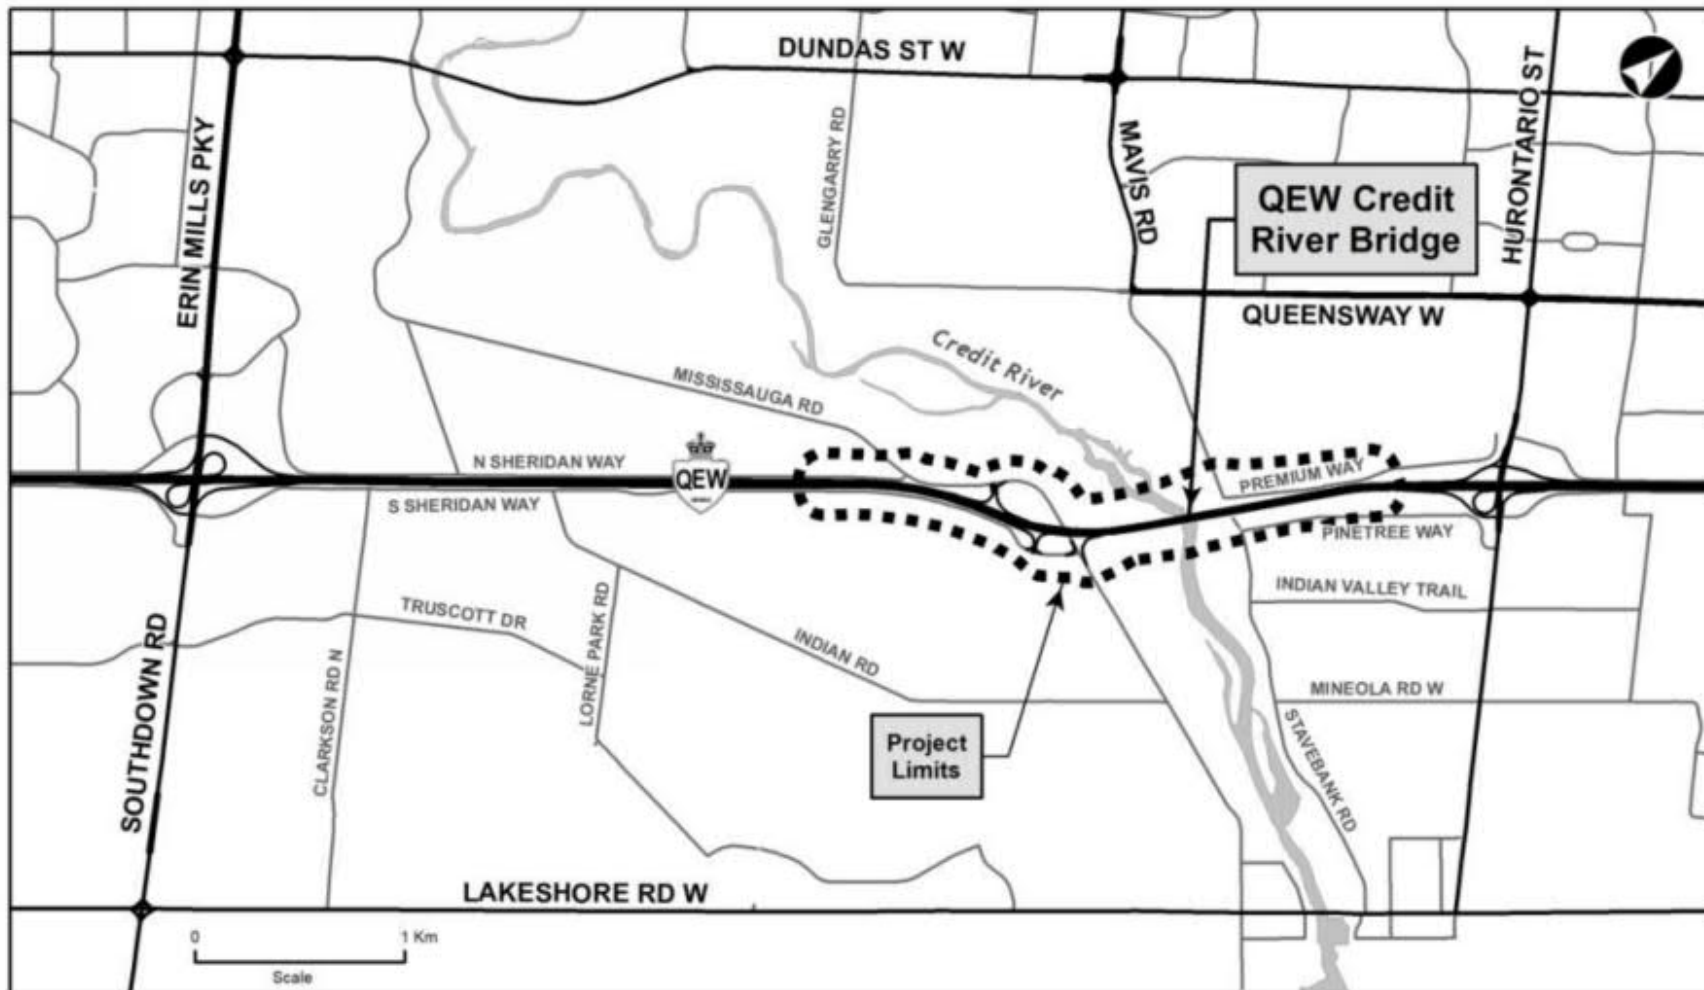 DUNDAS ST W
ERIN MILLS PKY
GLENGARRY RD
MAVIS RD
QEW Credit
River Bridge
HURONTARIO ST
QUEENSWAY W
Credit River
MISSISSAUGA RD
N SHERIDAN WAY
QEW
PREMIUM WAY
S SHERIDAN WAY
PINETREE WAY
INDIAN VALLEY TRAIL
TRUSCOTT DR
LORNE PARK RD
INDIAN RD
SOUTHDOWN RD
CLARKSON RD N
MINEOLA RD W
Project
Limits
STAVEBANK RD
LAKESHORE RD W
0 1 Km
Scale